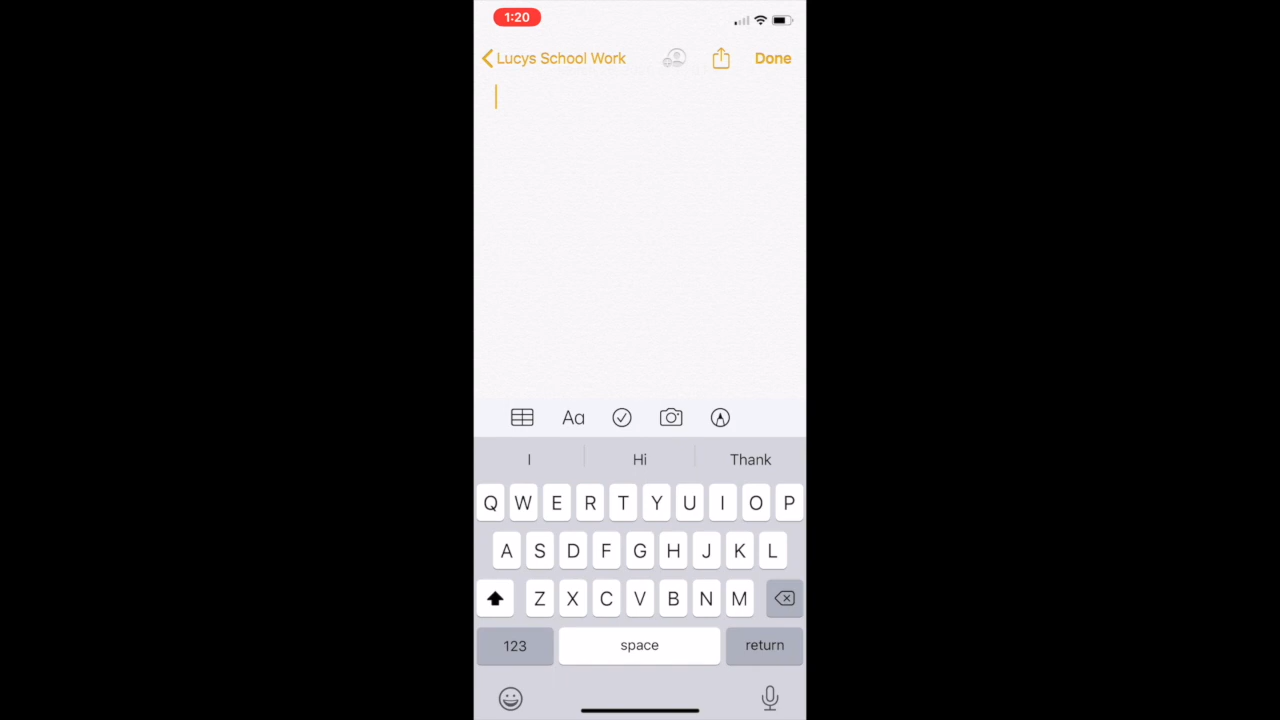 1:20
Lucys School Work Done
Aa
I Hi Thank
Q W E R T Y U I O P
A S D F G H J K L
Z X C V B N M
123 space return